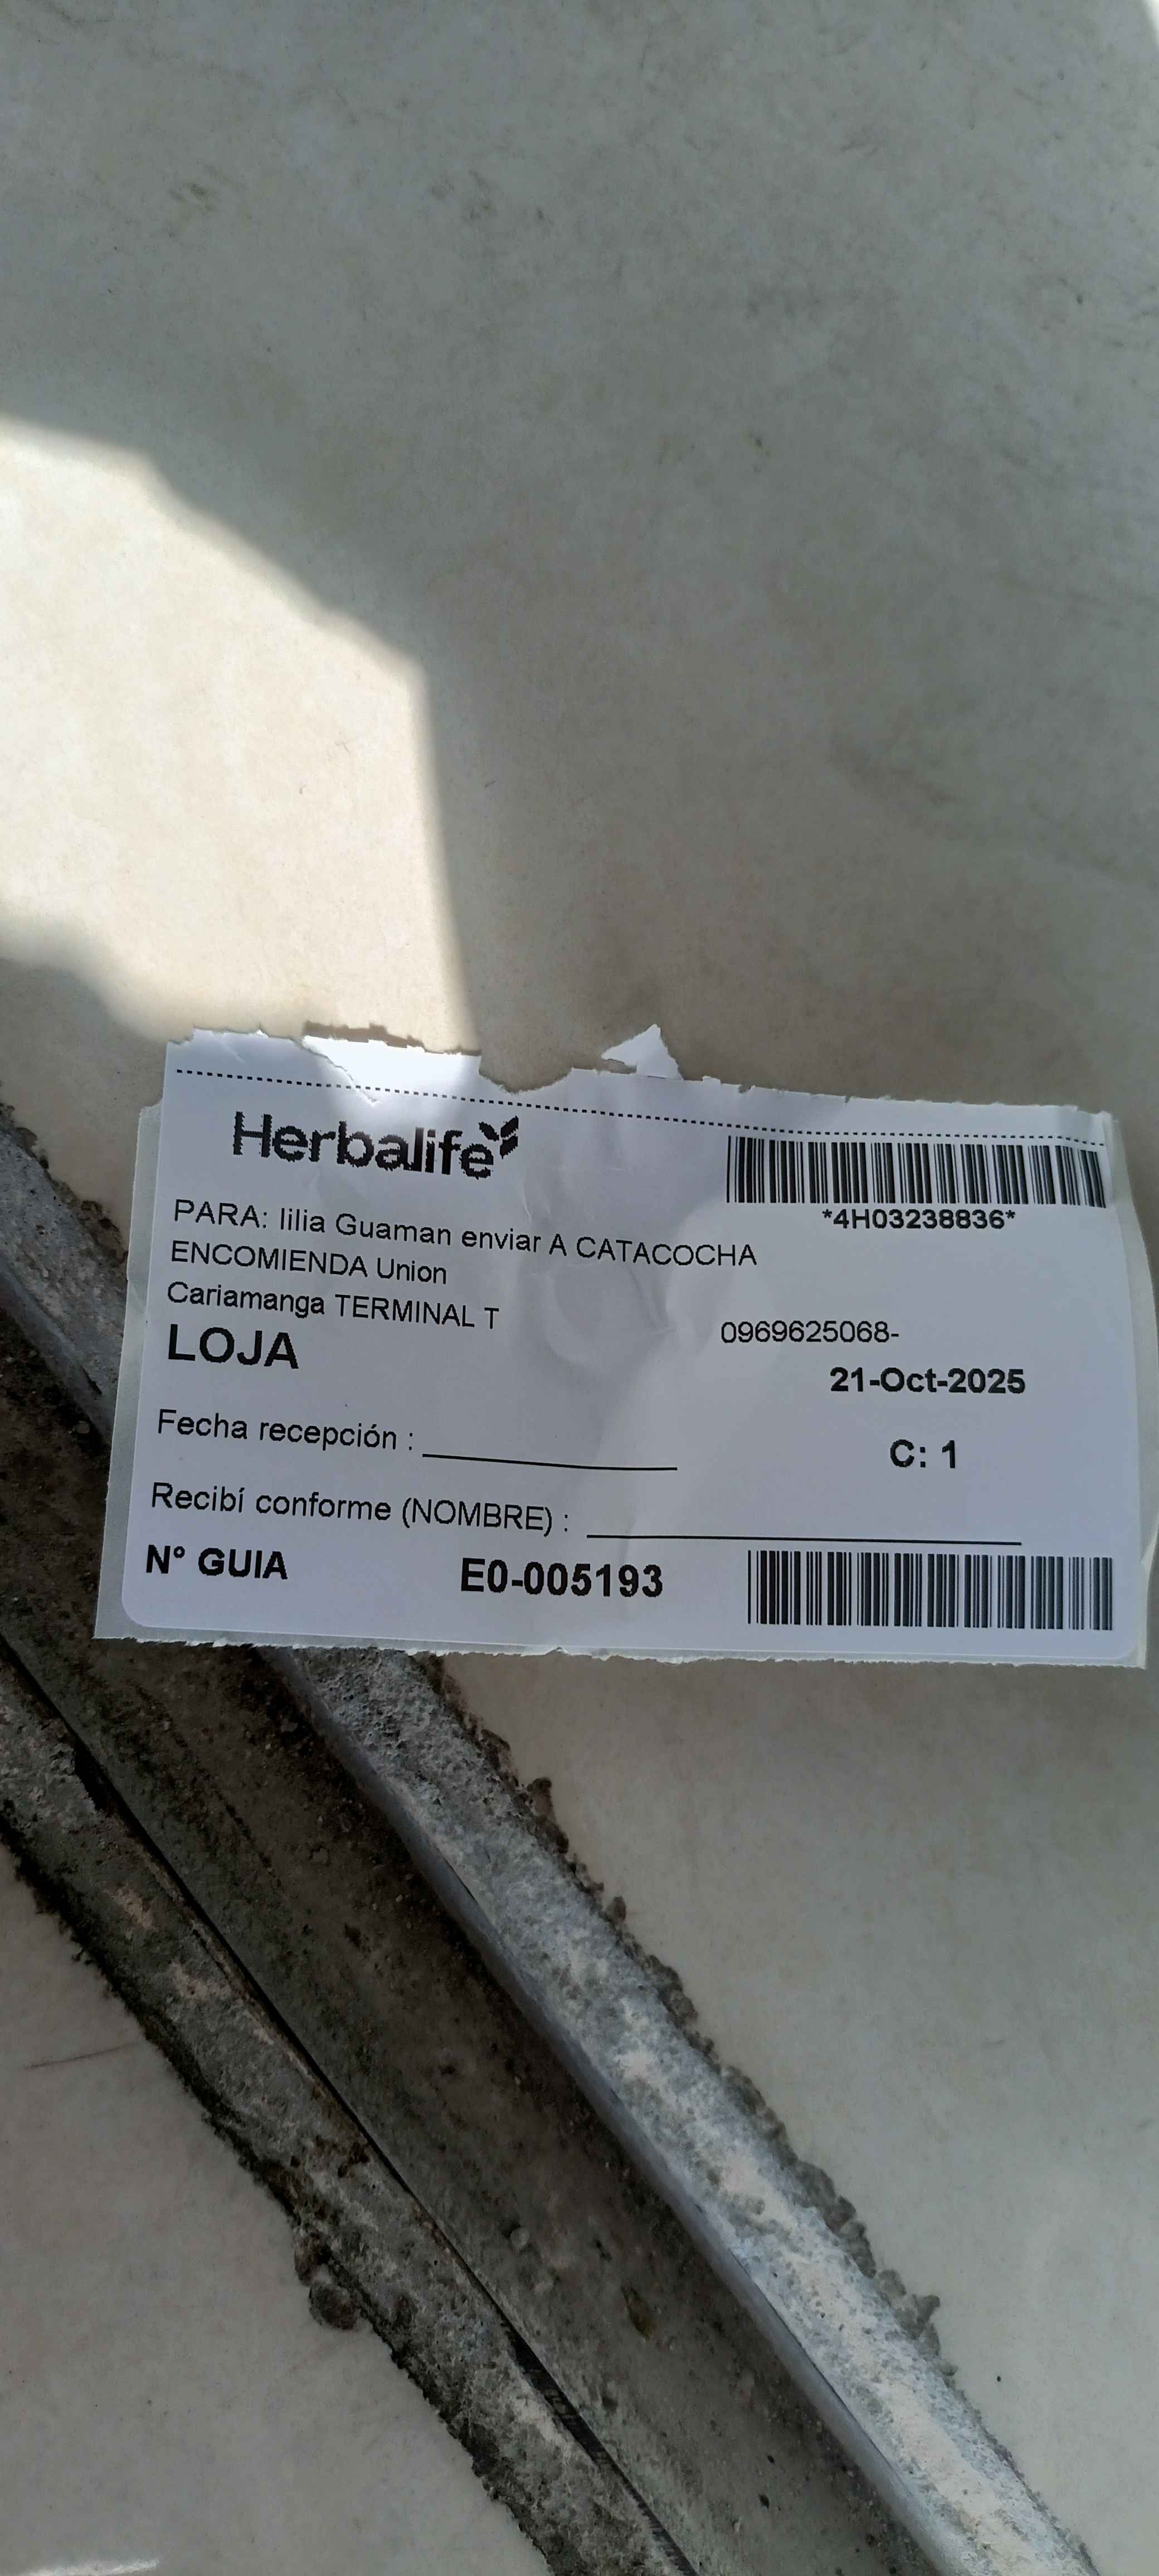 Herbalife
*4H03238836*
PARA: lilia Guaman enviar A CATACOCHA
ENCOMIENDA Union
Cariamanga TERMINAL T
0969625068-
LOJA
21-Oct-2025
Fecha recepción :
C: 1
Recibí conforme (NOMBRE) :
N° GUIA E0-005193